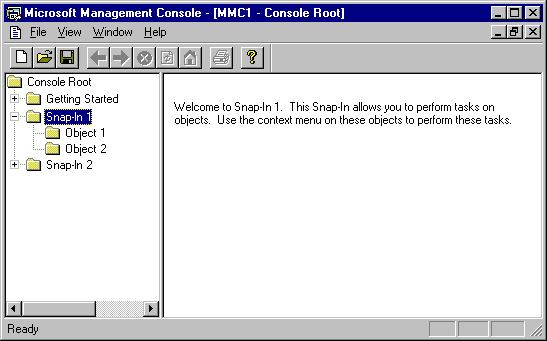 Microsoft Management Console - [MMC1 - Console Root]
File View Window Help
Console Root
Getting Started
Snap-In 1
Object 1
Object 2
Snap-In 2
Welcome to Snap-In 1. This Snap-In allows you to perform tasks on
objects. Use the context menu on these objects to perform these tasks.
Ready